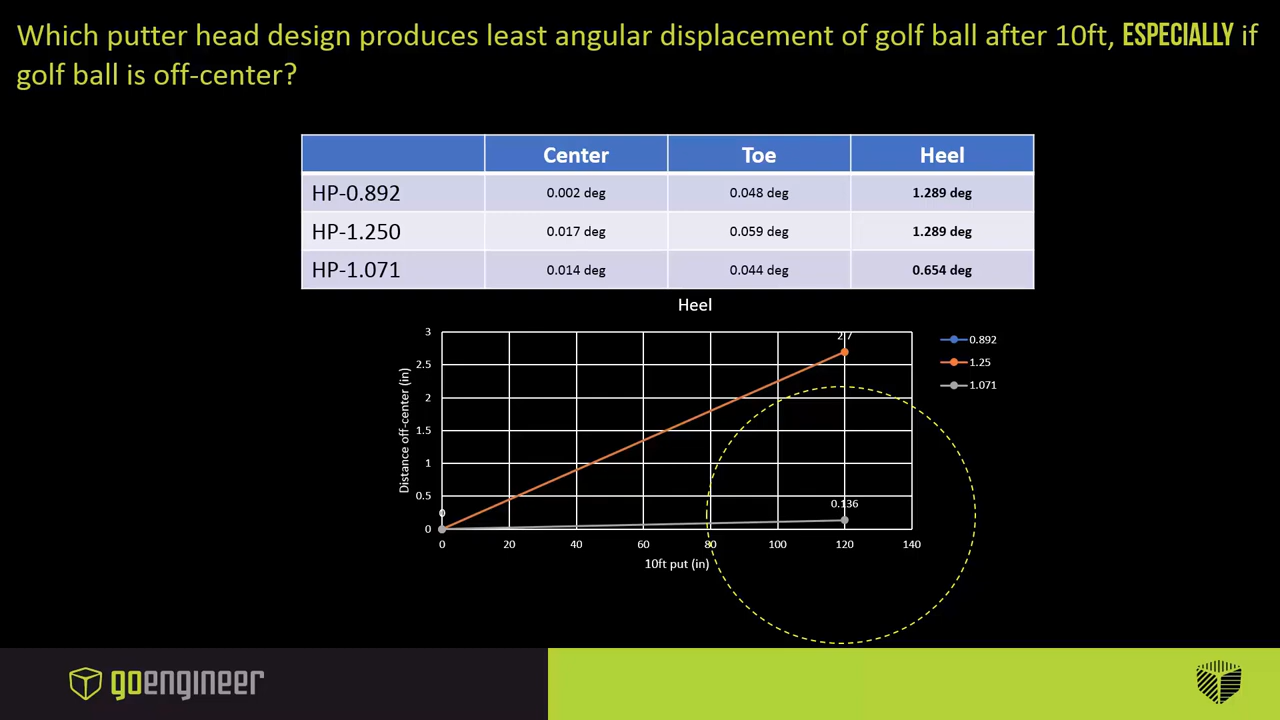 Which putter head design produces least angular displacement of golf ball after 10ft, ESPECIALLY if
golf ball is off-center?
Center Toe Heel
HP-0.892 0.002 deg 0.048 deg 1.289 deg
HP-1.250 0.017 deg 0.059 deg 1.289 deg
HP-1.071 0.014 deg 0.044 deg 0.654 deg
Heel
3
2.5
2
1.5
1
0.5
0
Distance off-center (in)
2.7
0.136
0
0 20 40 60 80 100 120 140
10ft put (in)
0.892
1.25
1.071
goengineer